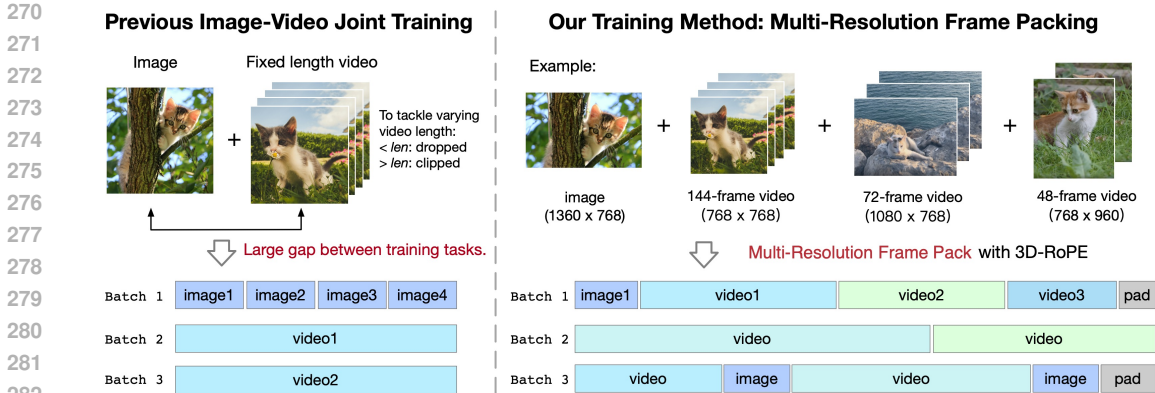 270
271
272
273
274
275
276
277
278
279
280
281
Previous Image-Video Joint Training
Image
Fixed length video
+
To tackle varying
video length:
< len: dropped
> len: clipped
Large gap between training tasks.
Batch 1 image1 image2 image3 image4
Batch 2 video1
Batch 3 video2
Our Training Method: Multi-Resolution Frame Packing
Example:
+ + +
image 144-frame video 72-frame video 48-frame video
(1360 x 768) (768 x 768) (1080 x 768) (768 x 960)
Multi-Resolution Frame Pack with 3D-RoPE
Batch 1 image1 video1 video2 video3 pad
Batch 2 video video
Batch 3 video image video image pad